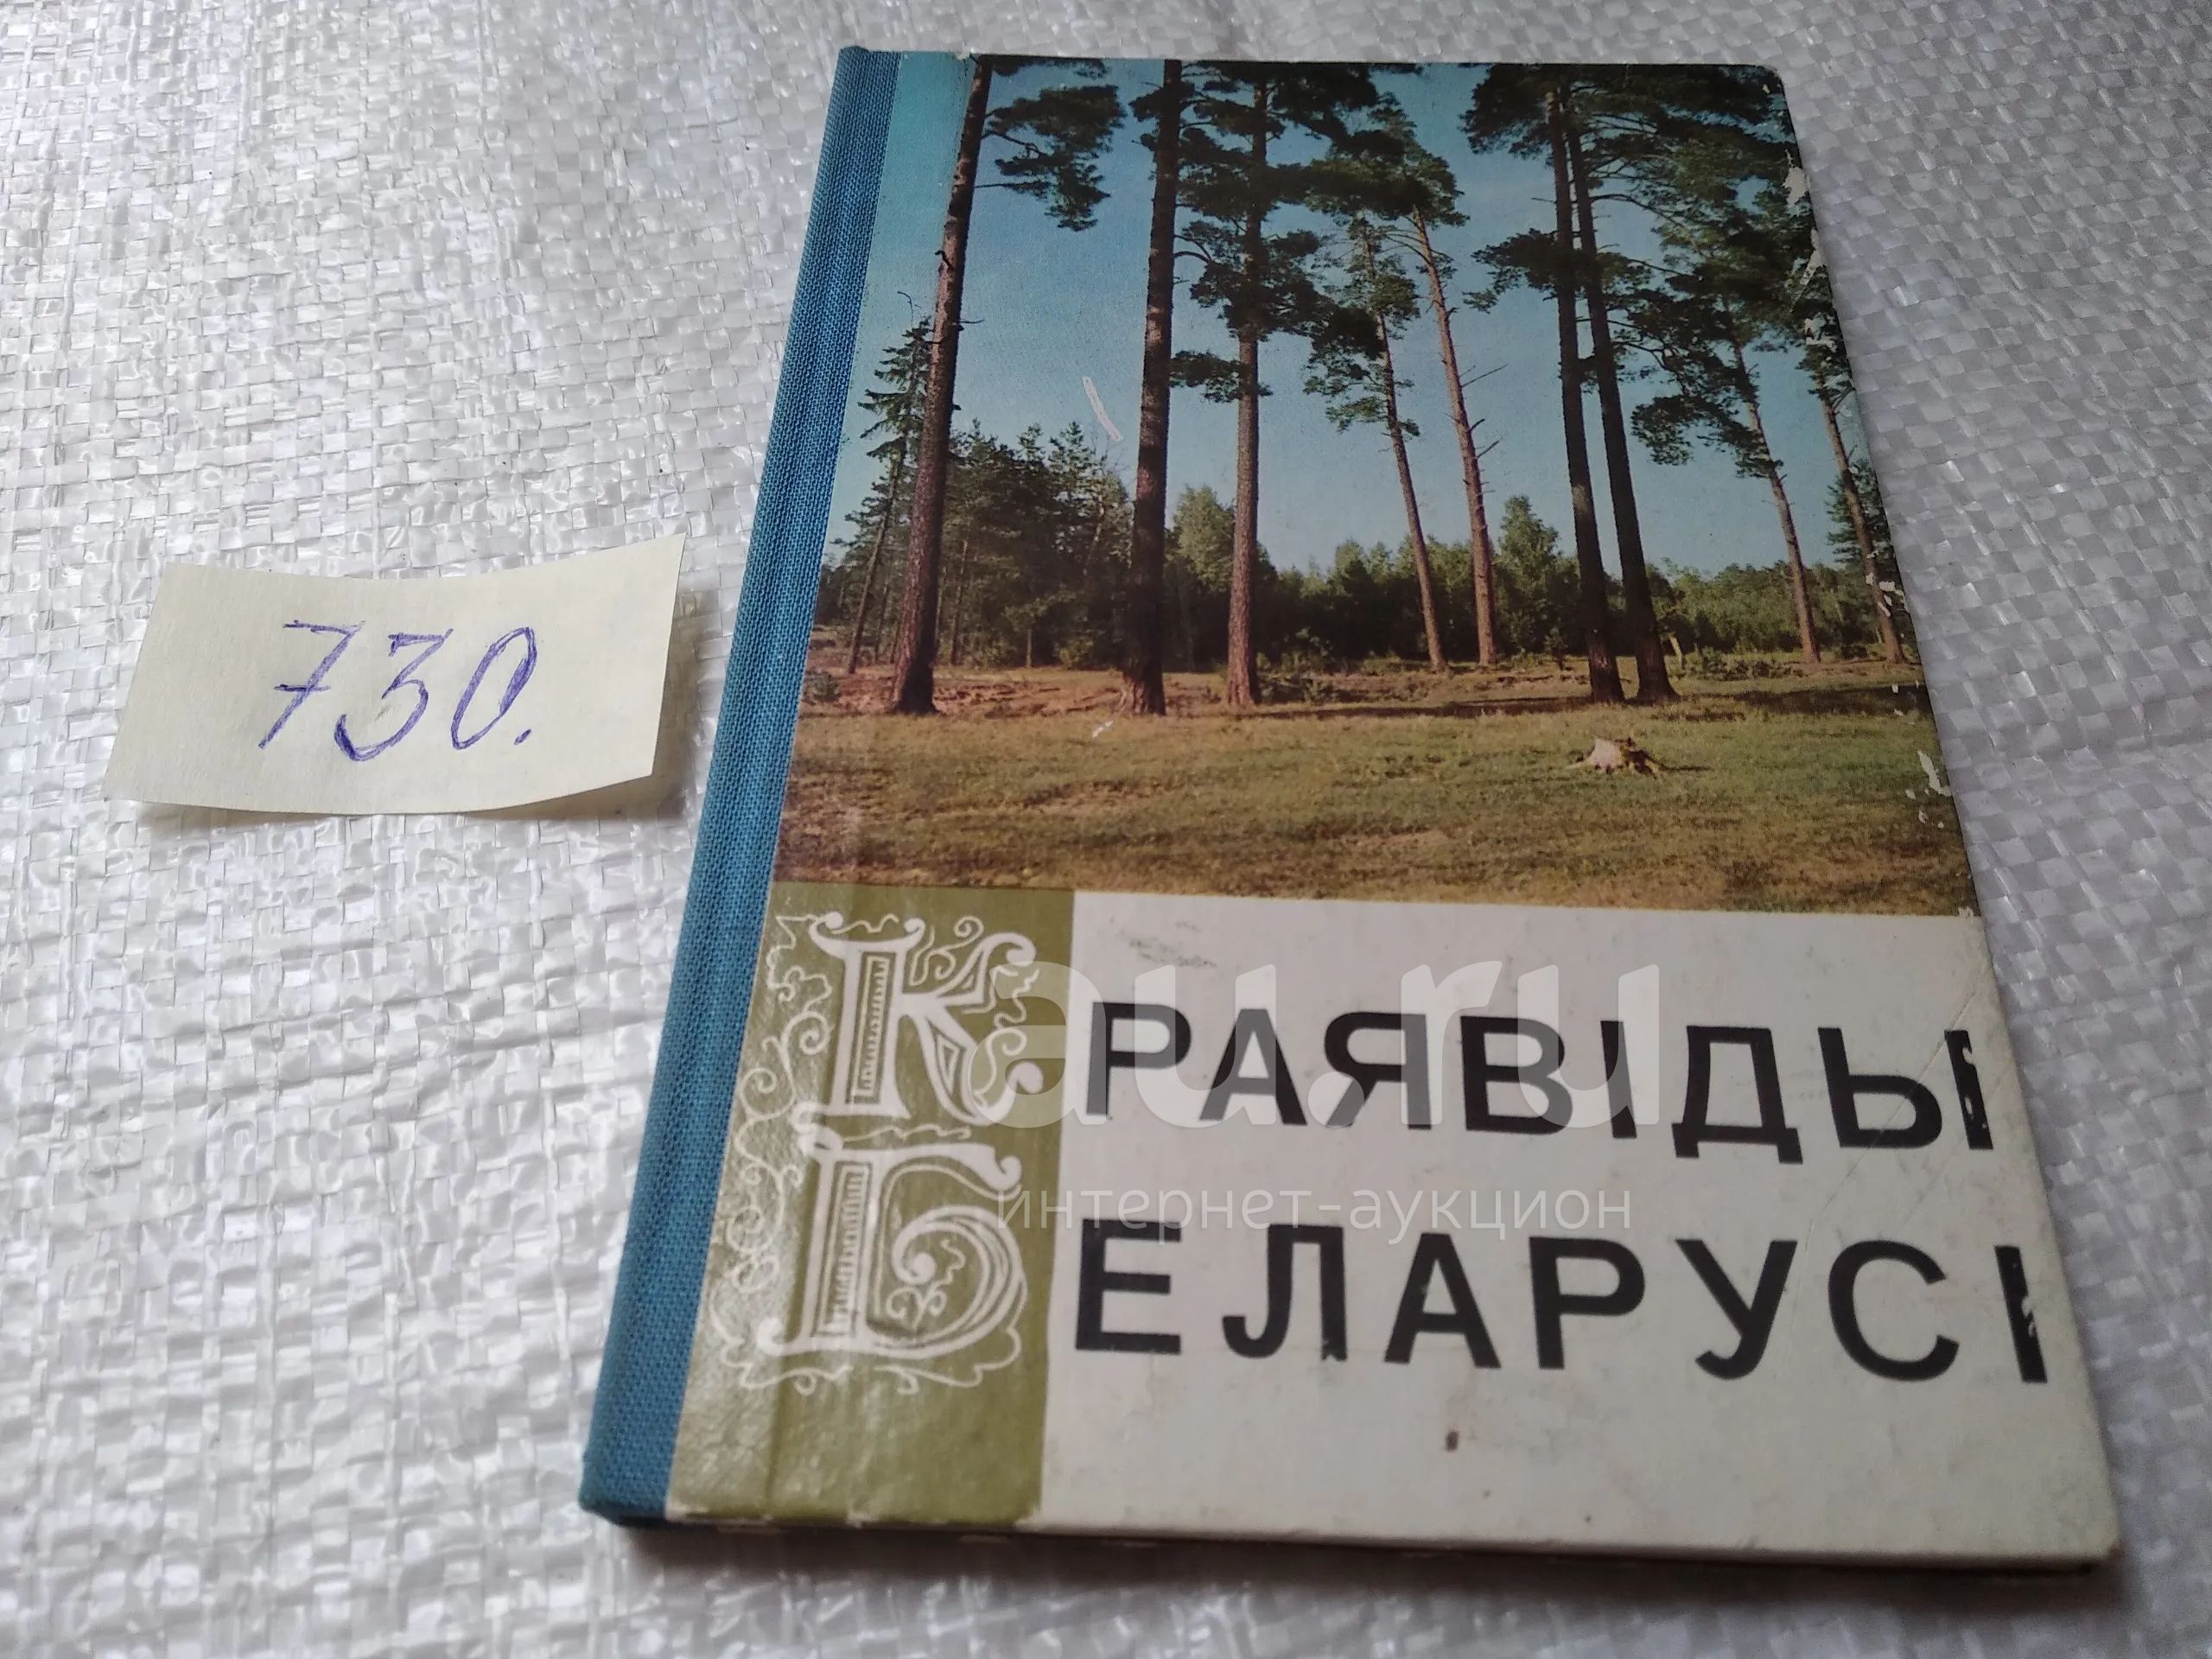 730.
КРАЯВІДЫ
БЕЛАРУСІ
au.ru
интернет-аукцион